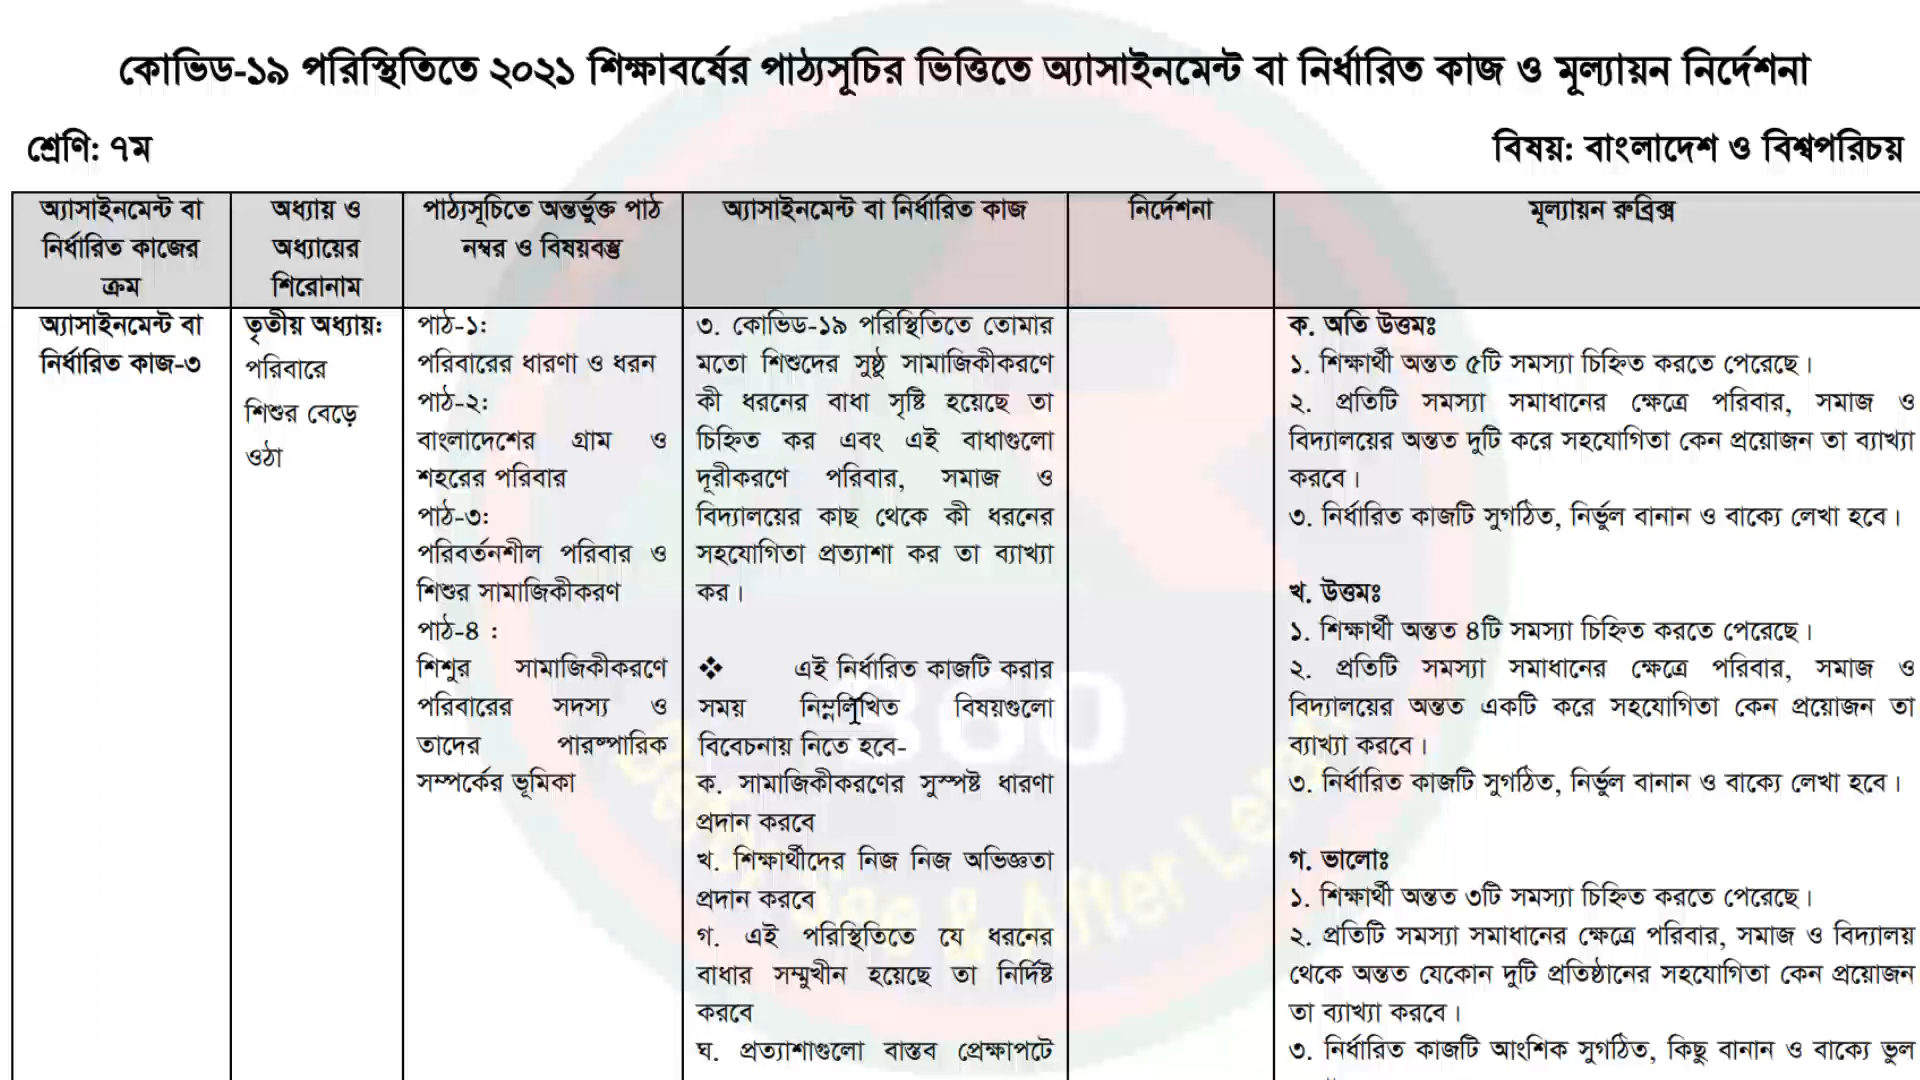 কোভিড-১৯ পরিস্থিতিতে ২০২১ শিক্ষাবর্ষের পাঠ্যসূচির ভিত্তিতে অ্যাসাইনমেন্ট বা নির্ধারিত কাজ ও মূল্যায়ন নির্দেশনা
শ্রেণি: ৭ম
বিষয়: বাংলাদেশ ও বিশ্বপরিচয়
অ্যাসাইনমেন্ট বা
নির্ধারিত কাজের
ক্রম
অধ্যায় ও
অধ্যায়ের
শিরোনাম
পাঠ্যসূচিতে অন্তর্ভুক্ত পাঠ
নম্বর ও বিষয়বস্তু
অ্যাসাইনমেন্ট বা নির্ধারিত কাজ
নির্দেশনা
মূল্যায়ন রুব্রিক্স
অ্যাসাইনমেন্ট বা
নির্ধারিত কাজ-৩
তৃতীয় অধ্যায়:
পরিবারে
শিশুর বেড়ে
ওঠা
পাঠ-১:
পরিবারের ধারণা ও ধরন
পাঠ-২:
বাংলাদেশের গ্রাম ও
শহরের পরিবার
পাঠ-৩:
পরিবর্তনশীল পরিবার ও
শিশুর সামাজিকীকরণ
পাঠ-৪ :
শিশুর সামাজিকীকরণে
পরিবারের সদস্য ও
তাদের পারষ্পারিক
সম্পর্কের ভূমিকা
৩. কোভিড-১৯ পরিস্থিতিতে তোমার
মতো শিশুদের সুষ্ঠু সামাজিকীকরণে
কী ধরনের বাধা সৃষ্টি হয়েছে তা
চিহ্নিত কর এবং এই বাধাগুলো
দূরীকরণে পরিবার, সমাজ ও
বিদ্যালয়ের কাছ থেকে কী ধরনের
সহযোগিতা প্রত্যাশা কর তা ব্যাখ্যা
কর।
❖ এই নির্ধারিত কাজটি করার
সময় নিম্নলিখিত বিষয়গুলো
বিবেচনায় নিতে হবে-
ক. সামাজিকীকরণের সুস্পষ্ট ধারণা
প্রদান করবে
খ. শিক্ষার্থীদের নিজ নিজ অভিজ্ঞতা
প্রদান করবে
গ. এই পরিস্থিতিতে যে ধরনের
বাধার সম্মুখীন হয়েছে তা নির্দিষ্ট
করবে
ঘ. প্রত্যাশাগুলো বাস্তব প্রেক্ষাপটে
ক. অতি উত্তমঃ
১. শিক্ষার্থী অন্তত ৫টি সমস্যা চিহ্নিত করতে পেরেছে।
২. প্রতিটি সমস্যা সমাধানের ক্ষেত্রে পরিবার, সমাজ ও
বিদ্যালয়ের অন্তত দুটি করে সহযোগিতা কেন প্রয়োজন তা ব্যাখ্যা
করবে।
৩. নির্ধারিত কাজটি সুগঠিত, নির্ভুল বানান ও বাক্যে লেখা হবে।
খ. উত্তমঃ
১. শিক্ষার্থী অন্তত ৪টি সমস্যা চিহ্নিত করতে পেরেছে।
২. প্রতিটি সমস্যা সমাধানের ক্ষেত্রে পরিবার, সমাজ ও
বিদ্যালয়ের অন্তত একটি করে সহযোগিতা কেন প্রয়োজন তা
ব্যাখ্যা করবে।
৩. নির্ধারিত কাজটি সুগঠিত, নির্ভুল বানান ও বাক্যে লেখা হবে।
গ. ভালোঃ
১. শিক্ষার্থী অন্তত ৩টি সমস্যা চিহ্নিত করতে পেরেছে।
২. প্রতিটি সমস্যা সমাধানের ক্ষেত্রে পরিবার, সমাজ ও বিদ্যালয়
থেকে অন্তত যেকোন দুটি প্রতিষ্ঠানের সহযোগিতা কেন প্রয়োজন
তা ব্যাখ্যা করবে।
৩. নির্ধারিত কাজটি আংশিক সুগঠিত, কিছু বানান ও বাক্যে ভুল
360
& After